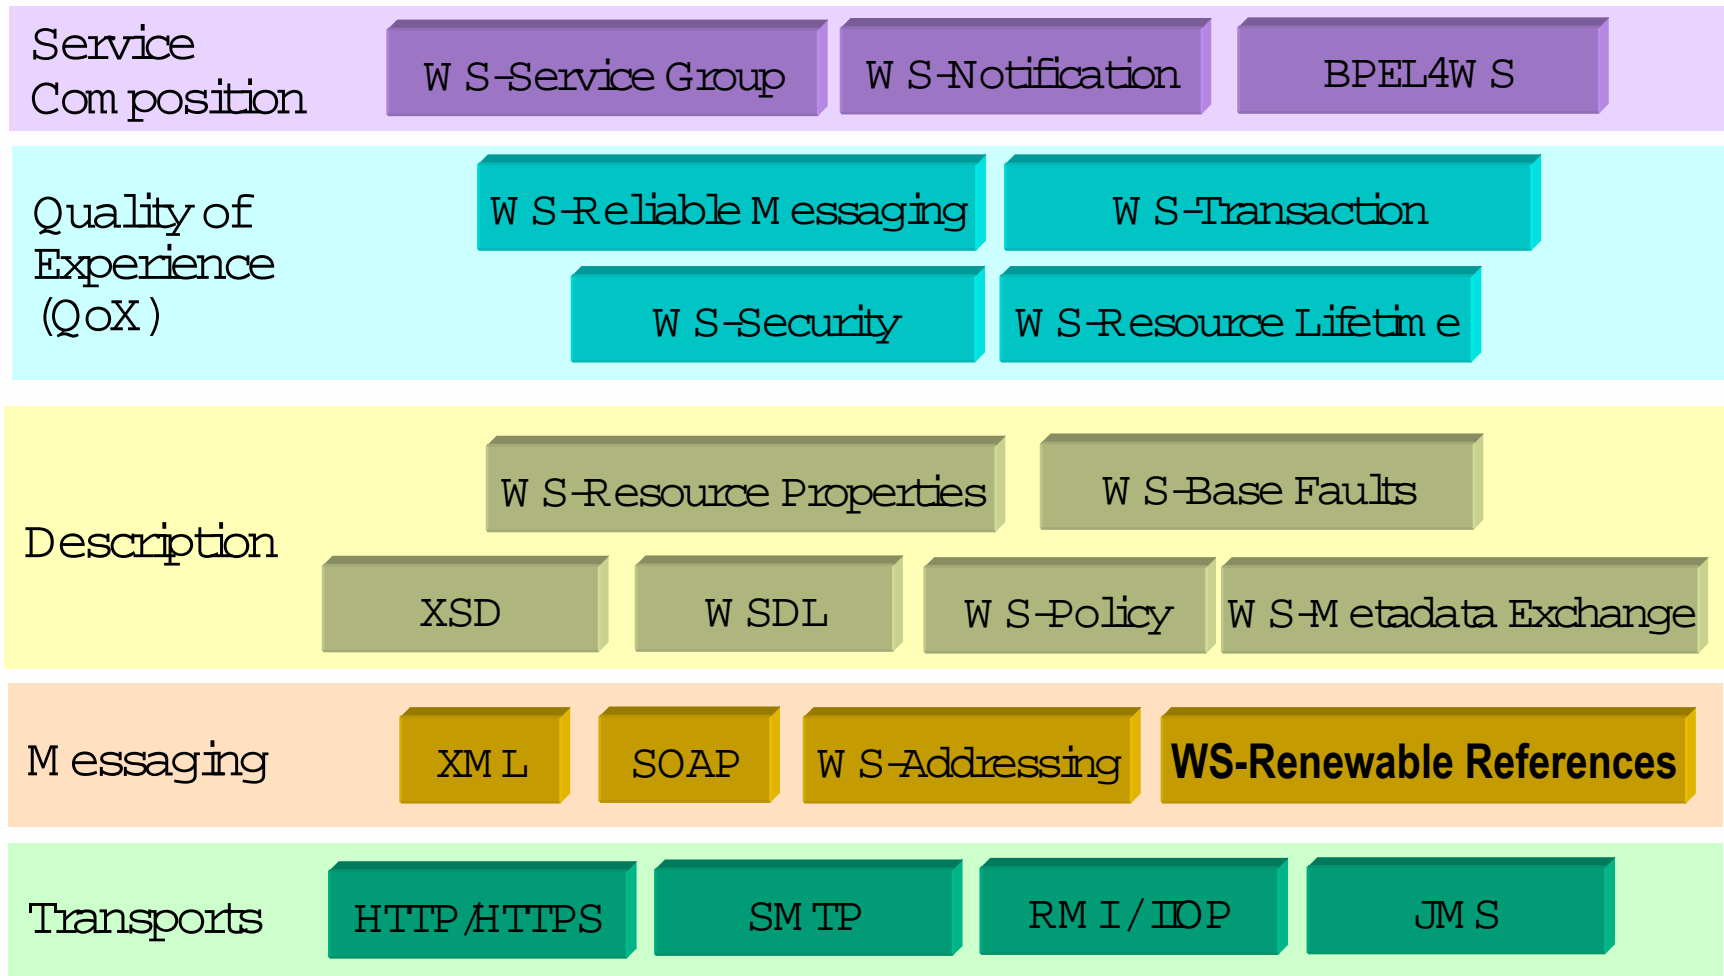 Service
Composition
WS-Service Group
WS-Notification
BPEL4WS
Quality of
Experience
(QoX)
WS-Reliable Messaging
WS-Transaction
WS-Security
WS-Resource Lifetime
Description
WS-Resource Properties
WS-Base Faults
XSD
WSDL
WS-Policy
WS-Metadata Exchange
Messaging
XML
SOAP
WS-Addressing
WS-Renewable References
Transports
HTTP/HTTPS
SMTP
RMI/IIOP
JMS